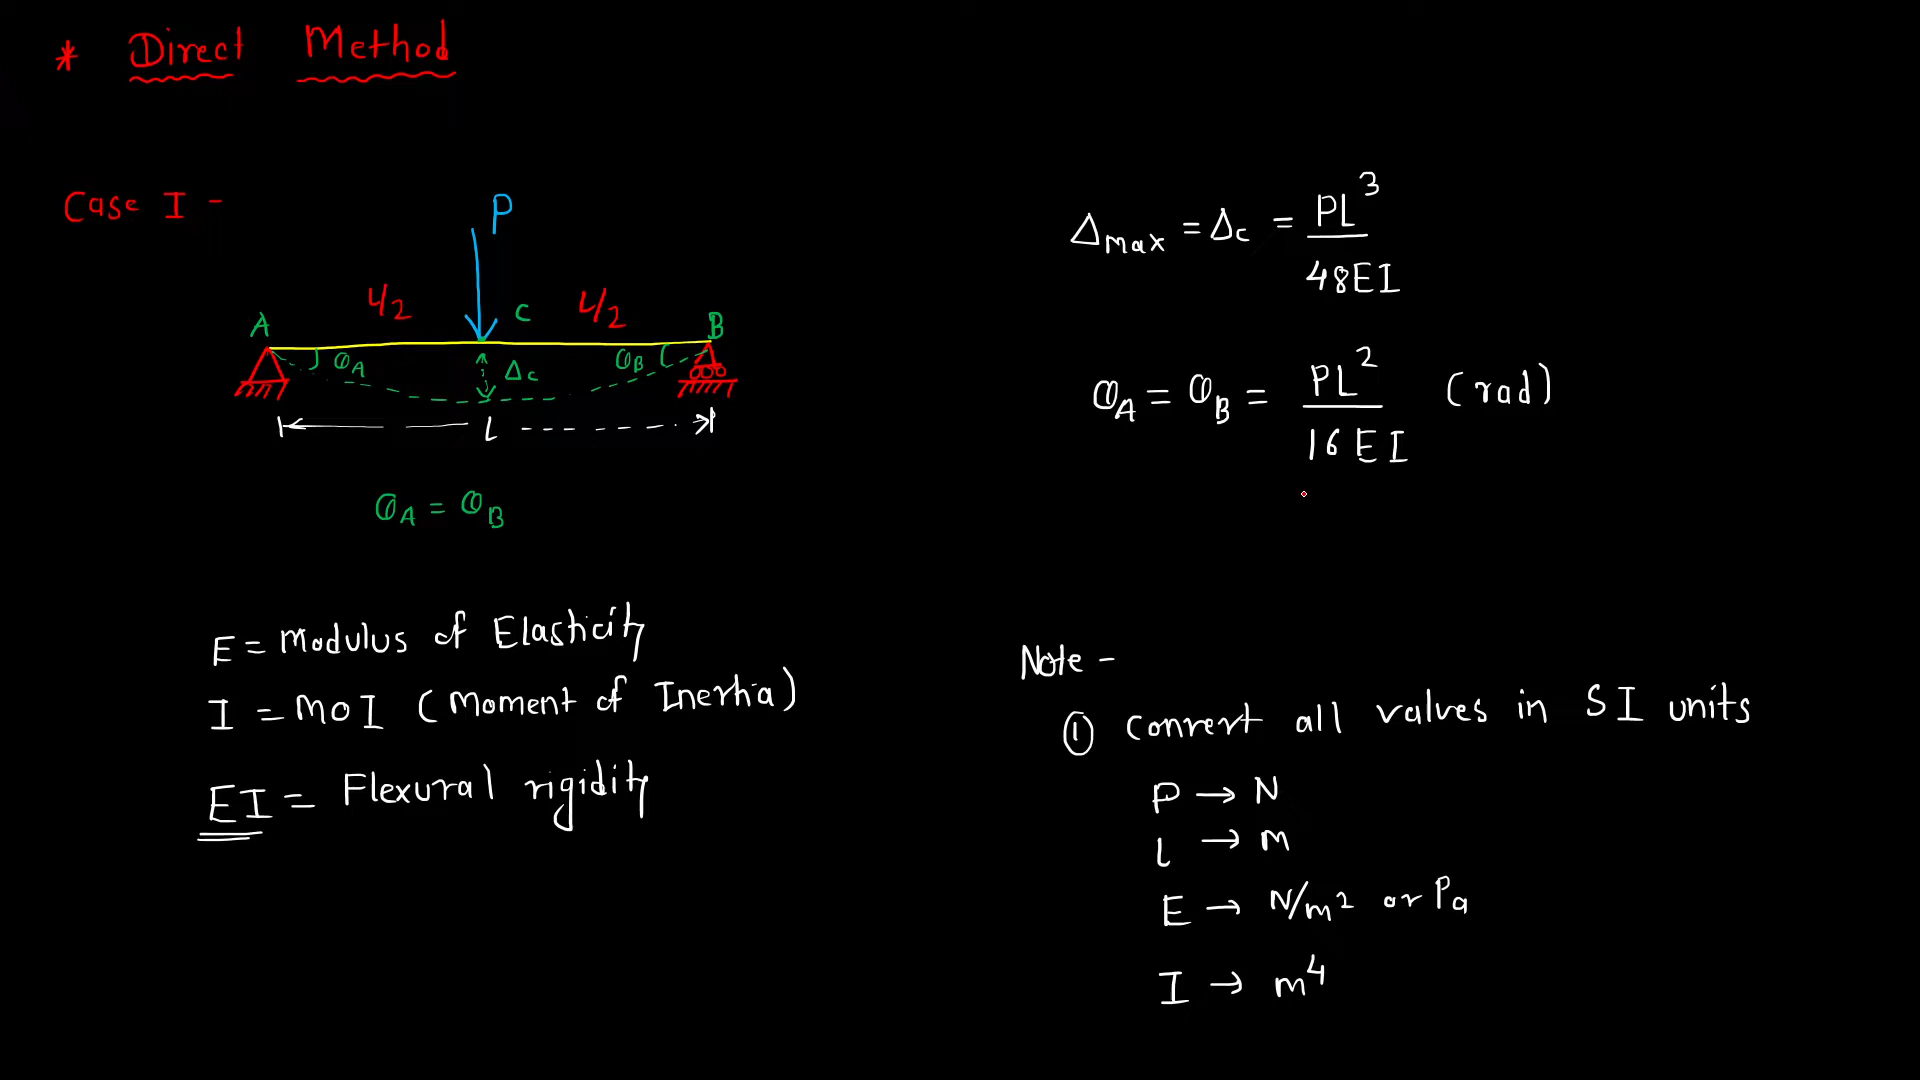 * Direct Method
Case I -
P
L/2 C L/2
A B
θA θB
Δc
L
θA = θB
E = Modulus of Elasticity
I = MOI (Moment of Inertia)
EI = Flexural rigidity
Δmax = Δc = PL³
48EI
θA = θB = PL² (rad)
16EI
Note -
① Convert all values in SI units
P → N
L → m
E → N/m² or Pa
I → m⁴